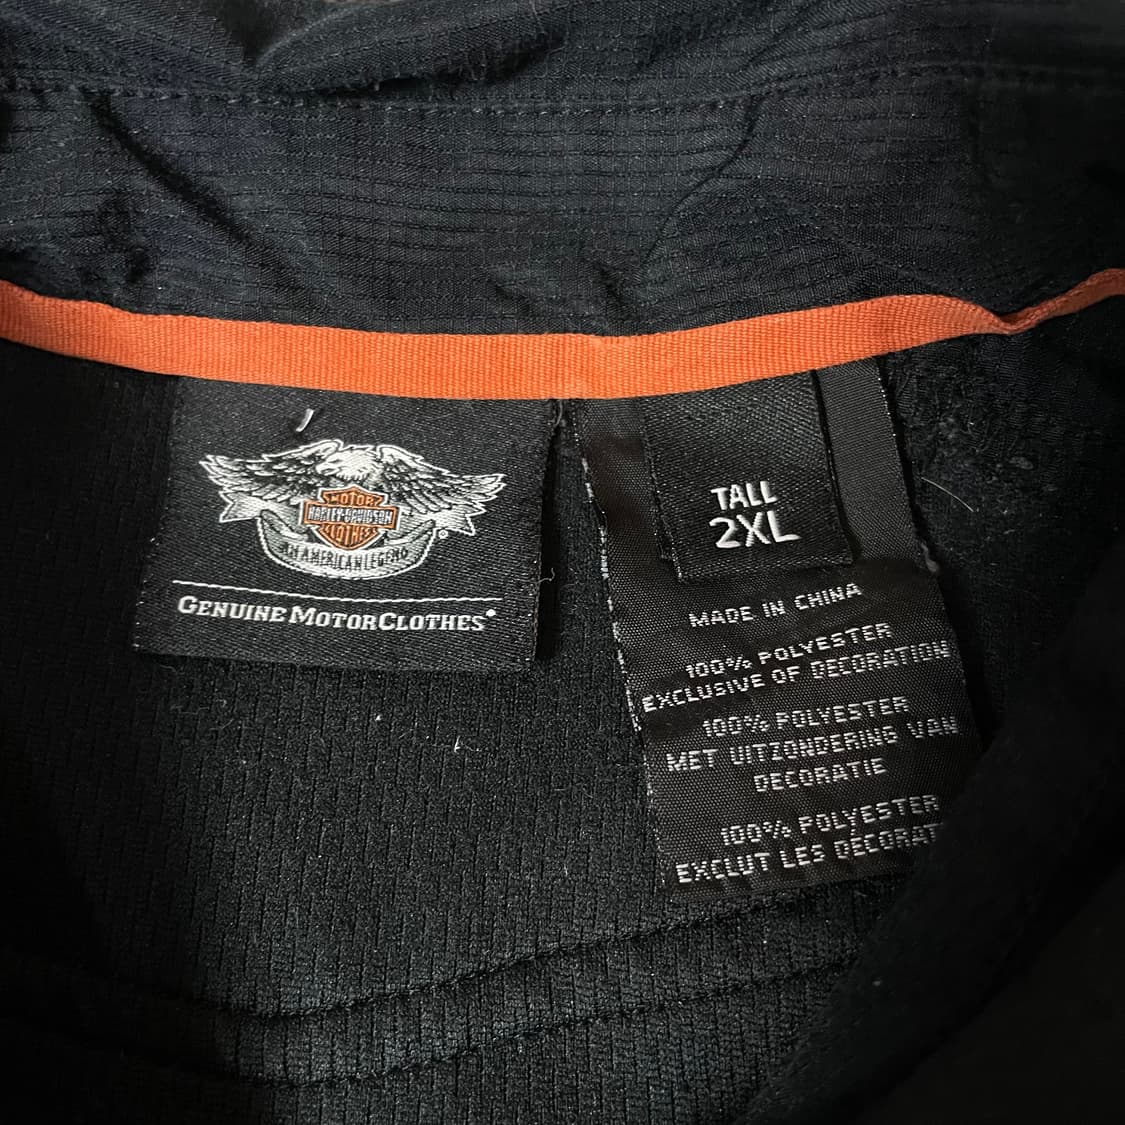 MOTOR
HARLEY-DAVIDSON
CLOTHES
AN AMERICAN LEGEND
GENUINE MOTORCLOTHES®
TALL
2XL
MADE IN CHINA
100% POLYESTER
EXCLUSIVE OF DECORATION
100% POLYESTER
MET UITZONDERING VAN
DECORATIE
100% POLYESTER
EXCLUT LES DECORAT